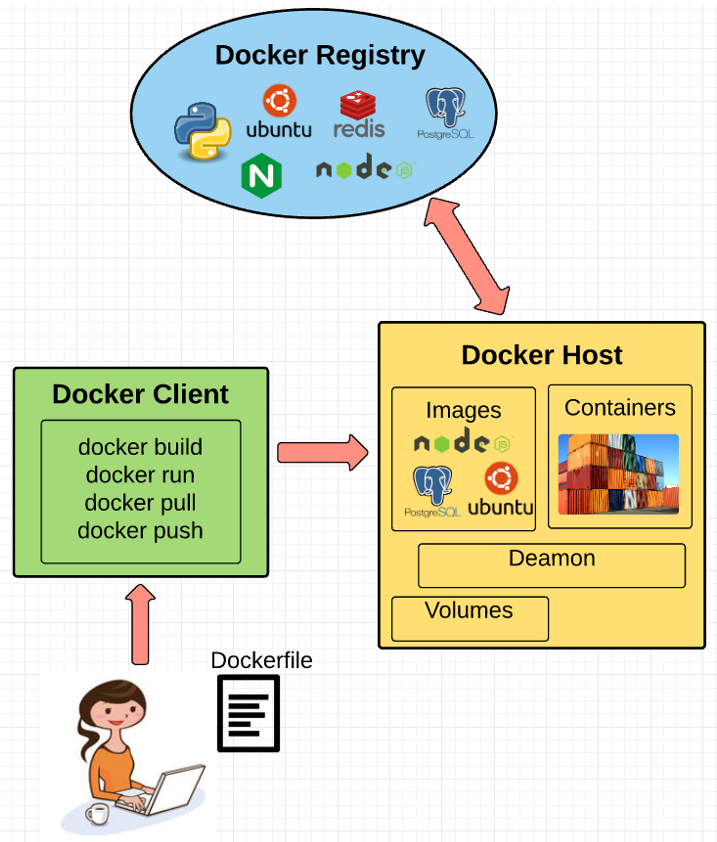 Docker Registry
ubuntu
redis
PostgreSQL
N
node JS
Docker Host
Images
node JS
PostgreSQL
ubuntu
Containers
Deamon
Volumes
Docker Client
docker build
docker run
docker pull
docker push
Dockerfile